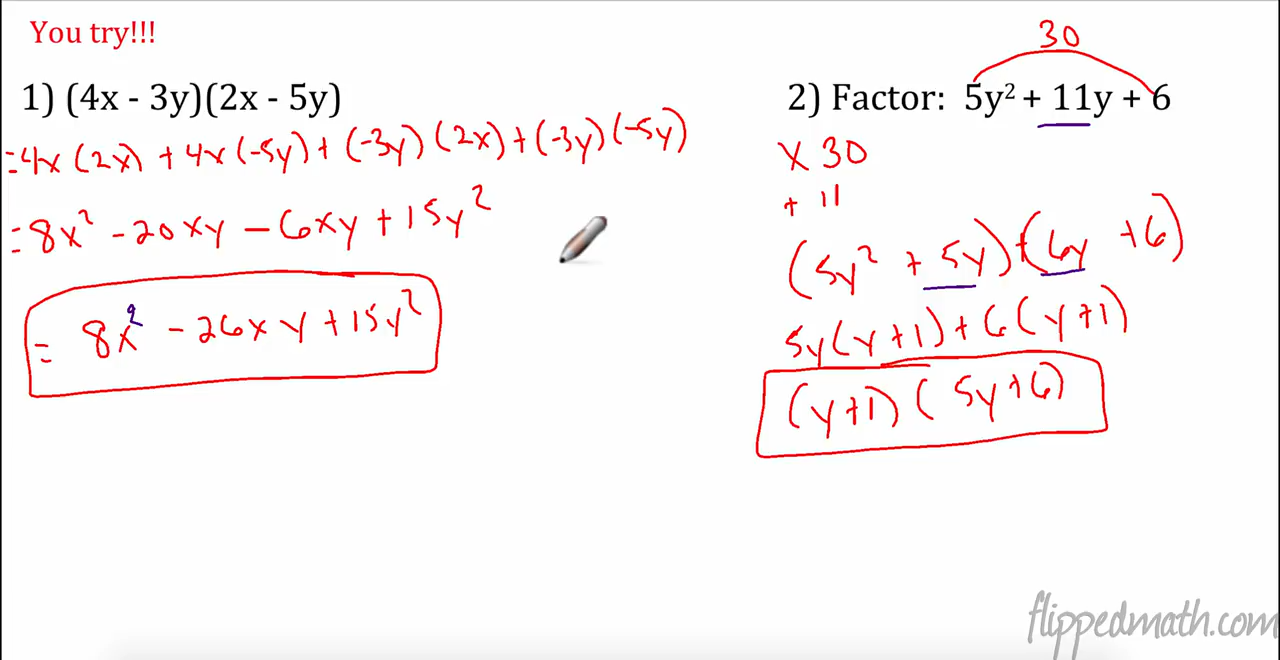 You try!!!
1) (4x - 3y)(2x - 5y)
= 4x (2x) + 4x (-5y) + (-3y) (2x) + (-3y) (-5y)
= 8x² - 20xy - 6xy + 15y²
= 8x² - 26xy + 15y²
30
2) Factor: 5y² + 11y + 6
x 30
+ 11
(5y² + 5y) + (6y + 6)
5y(y+1) + 6(y+1)
(y+1) (5y+6)
flippedmath.com